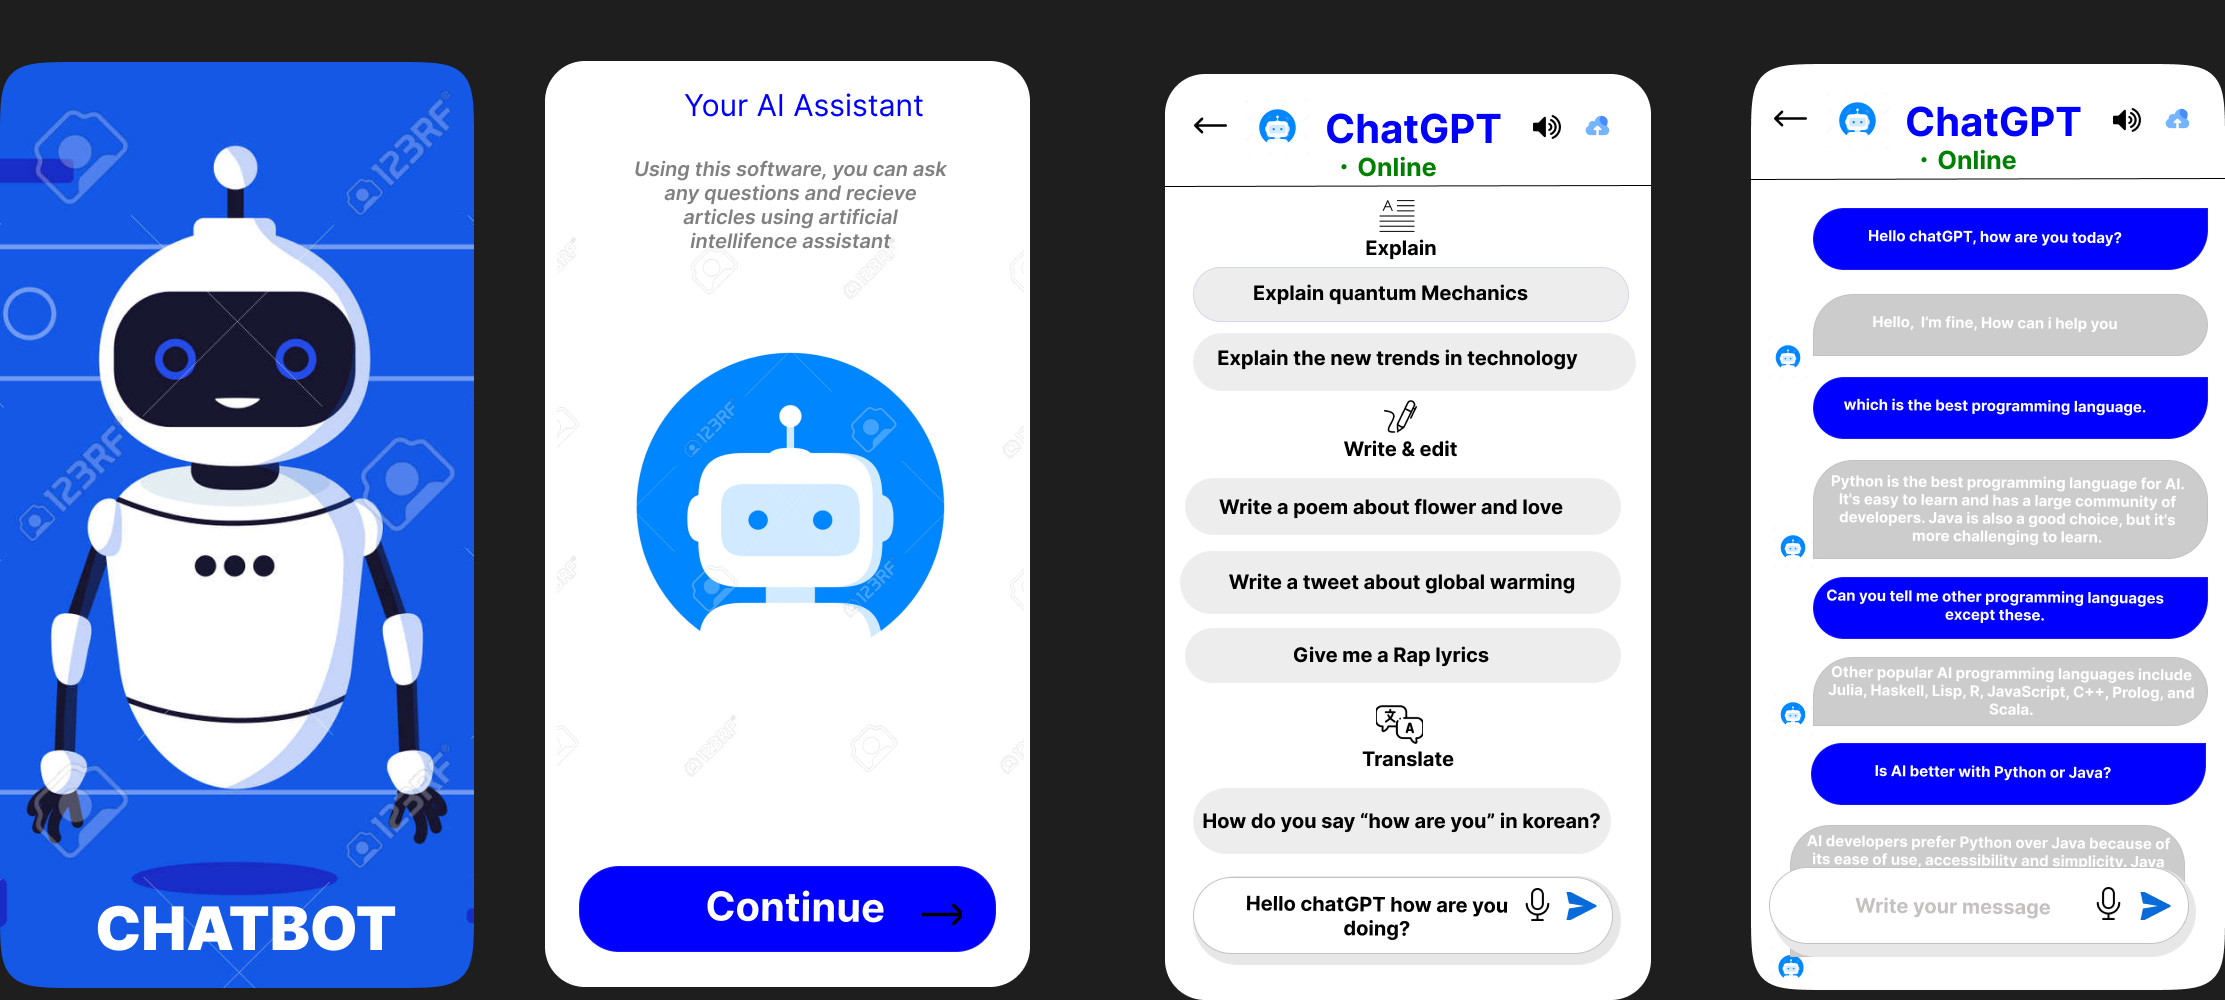 123RF
123RF
123RF
CHATBOT
Your AI Assistant
Using this software, you can ask
any questions and recieve
articles using artificial
intellifence assistant
123RF
123RF
123RF
123RF
Continue
ChatGPT
· Online
Explain
Explain quantum Mechanics
Explain the new trends in technology
Write & edit
Write a poem about flower and love
Write a tweet about global warming
Give me a Rap lyrics
Translate
How do you say “how are you” in korean?
Hello chatGPT how are you
doing?
ChatGPT
· Online
Hello chatGPT, how are you today?
Hello, I'm fine, How can i help you
which is the best programming language.
Python is the best programming language for AI.
It's easy to learn and has a large community of
developers. Java is also a good choice, but it's
more challenging to learn.
Can you tell me other programming languages
except these.
Other popular AI programming languages include
Julia, Haskell, Lisp, R, JavaScript, C++, Prolog, and
Scala.
Is AI better with Python or Java?
AI developers prefer Python over Java because of
its ease of use, accessibility and simplicity. Java
Write your message